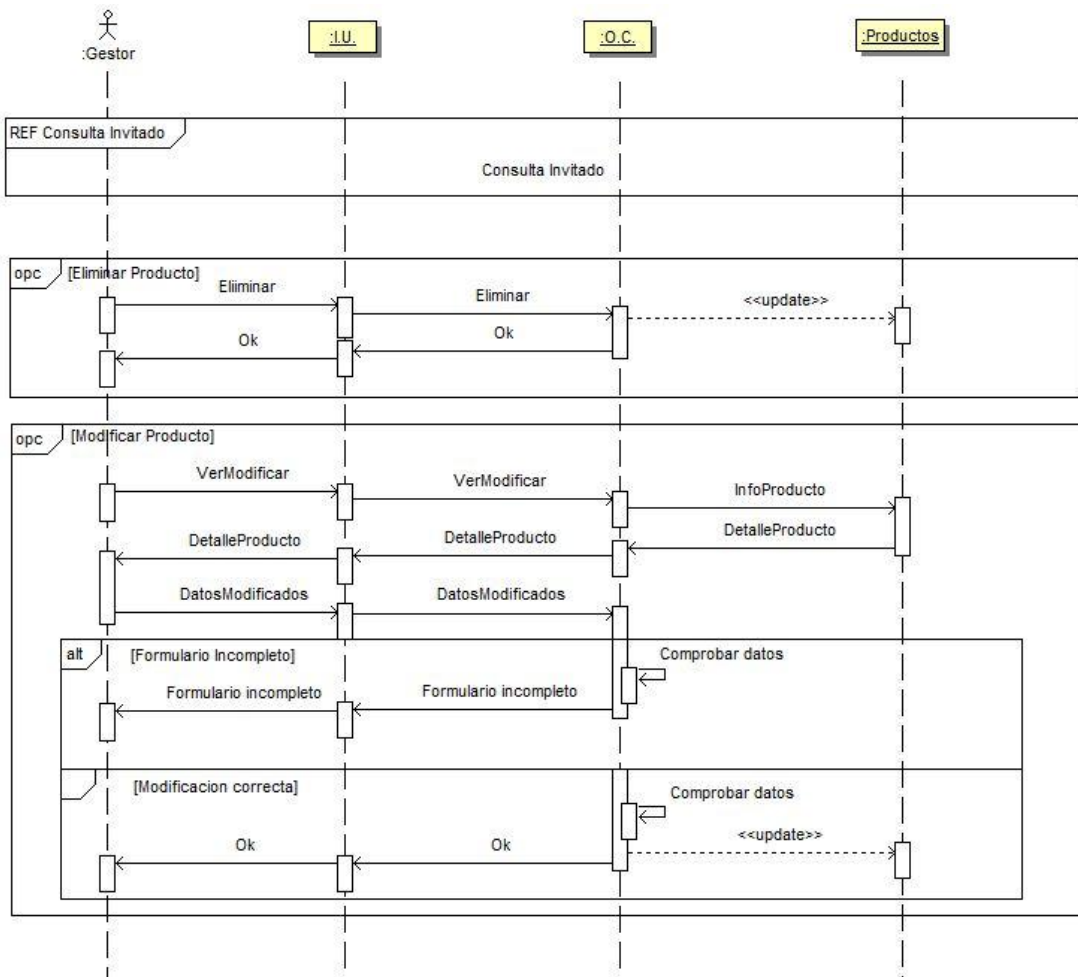 :Gestor
:I.U.
:O.C.
:Productos
REF Consulta Invitado
Consulta Invitado
opc
[Eliminar Producto]
Eliiminar
Eliminar
<<update>>
Ok
Ok
opc
[Modificar Producto]
VerModificar
VerModificar
InfoProducto
DetalleProducto
DetalleProducto
DetalleProducto
DatosModificados
DatosModificados
alt
[Formulario Incompleto]
Comprobar datos
Formulario incompleto
Formulario incompleto
[Modificacion correcta]
Comprobar datos
<<update>>
Ok
Ok